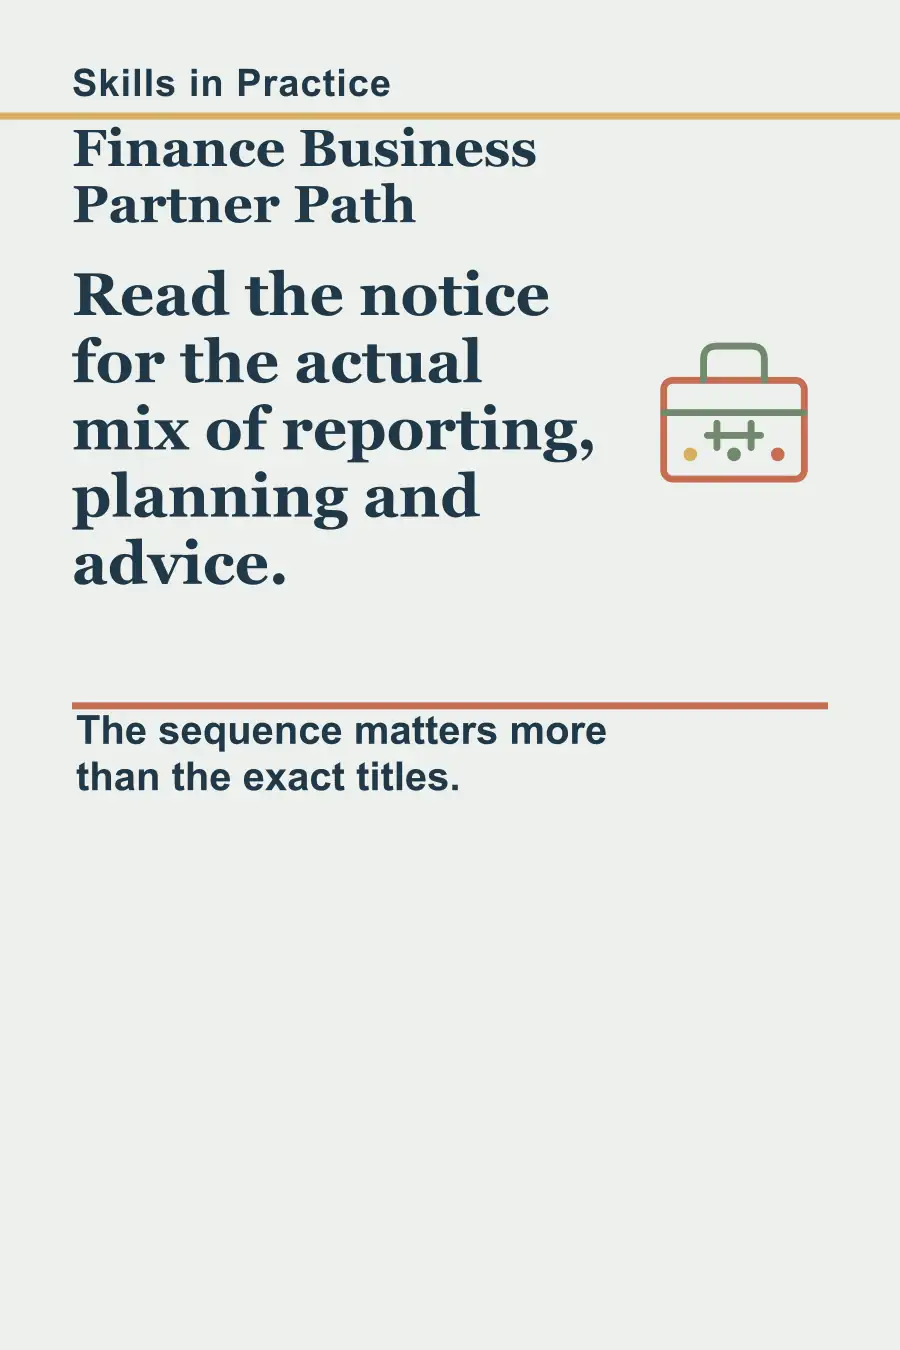 Skills in Practice
Finance Business
Partner Path
Read the notice
for the actual
mix of reporting,
planning and
advice.
The sequence matters more
than the exact titles.